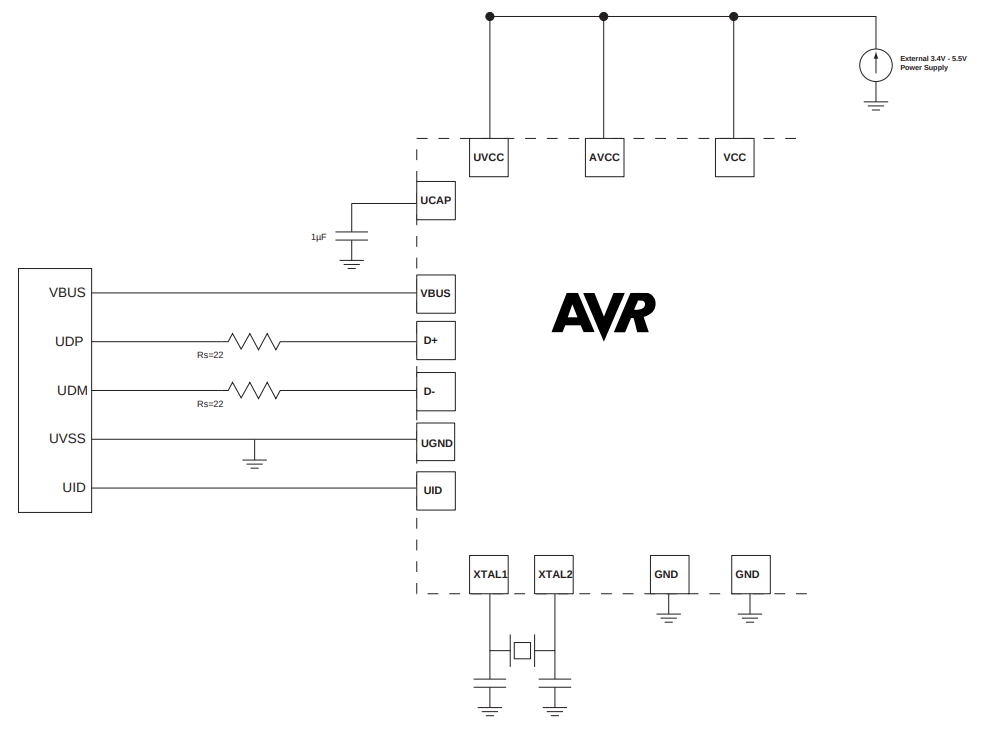 External 3.4V - 5.5V
Power Supply
UVCC
AVCC
VCC
UCAP
1µF
VBUS
VBUS
UDP
Rs=22
D+
UDM
Rs=22
D-
UVSS
UGND
UID
UID
AVR
XTAL1
XTAL2
GND
GND